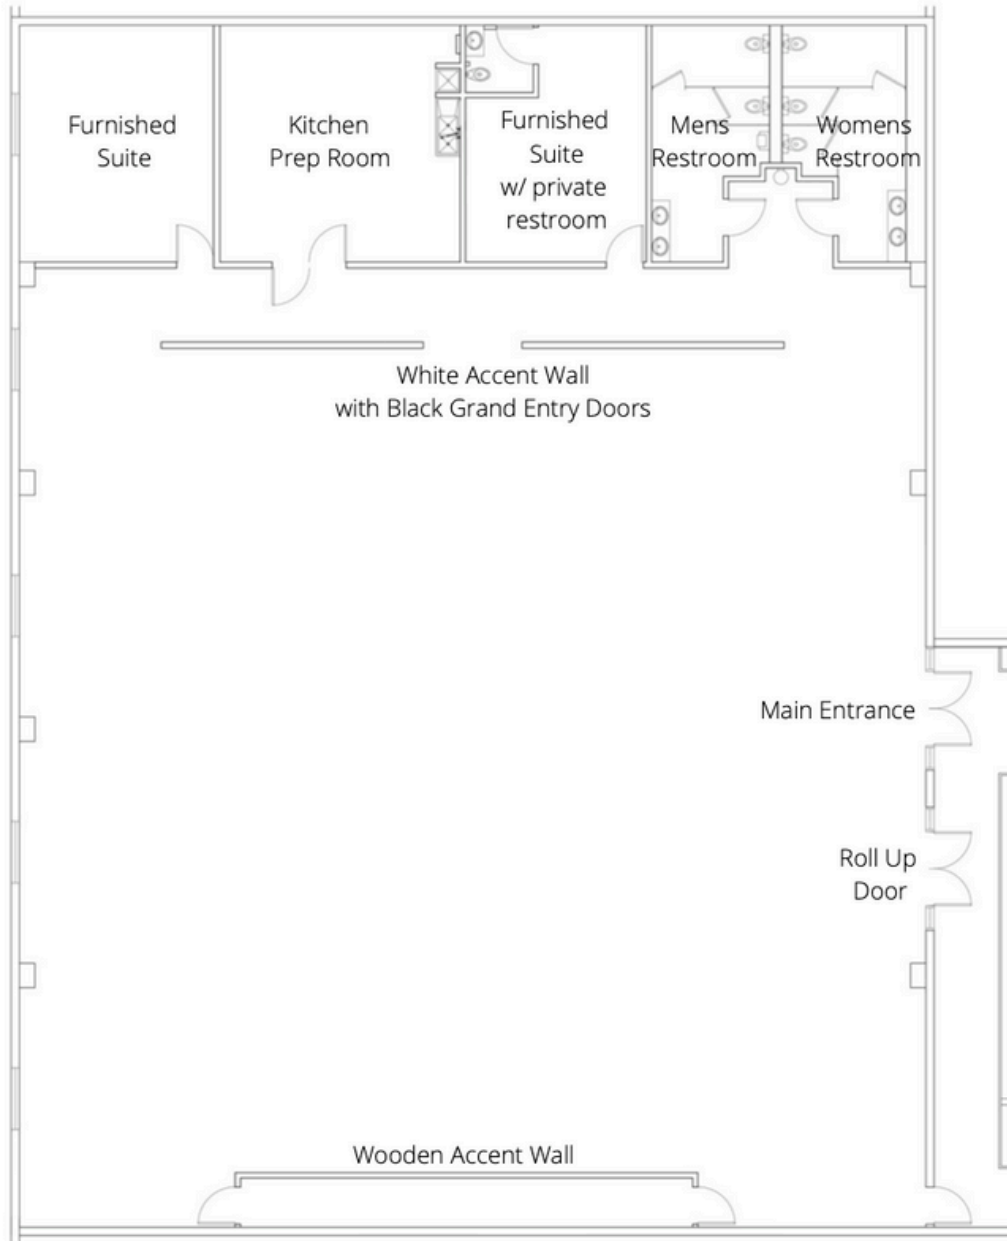 Furnished
Suite
Kitchen
Prep Room
Furnished
Suite
w/ private
restroom
Mens
Restroom
Womens
Restroom
White Accent Wall
with Black Grand Entry Doors
Main Entrance
Roll Up
Door
Wooden Accent Wall